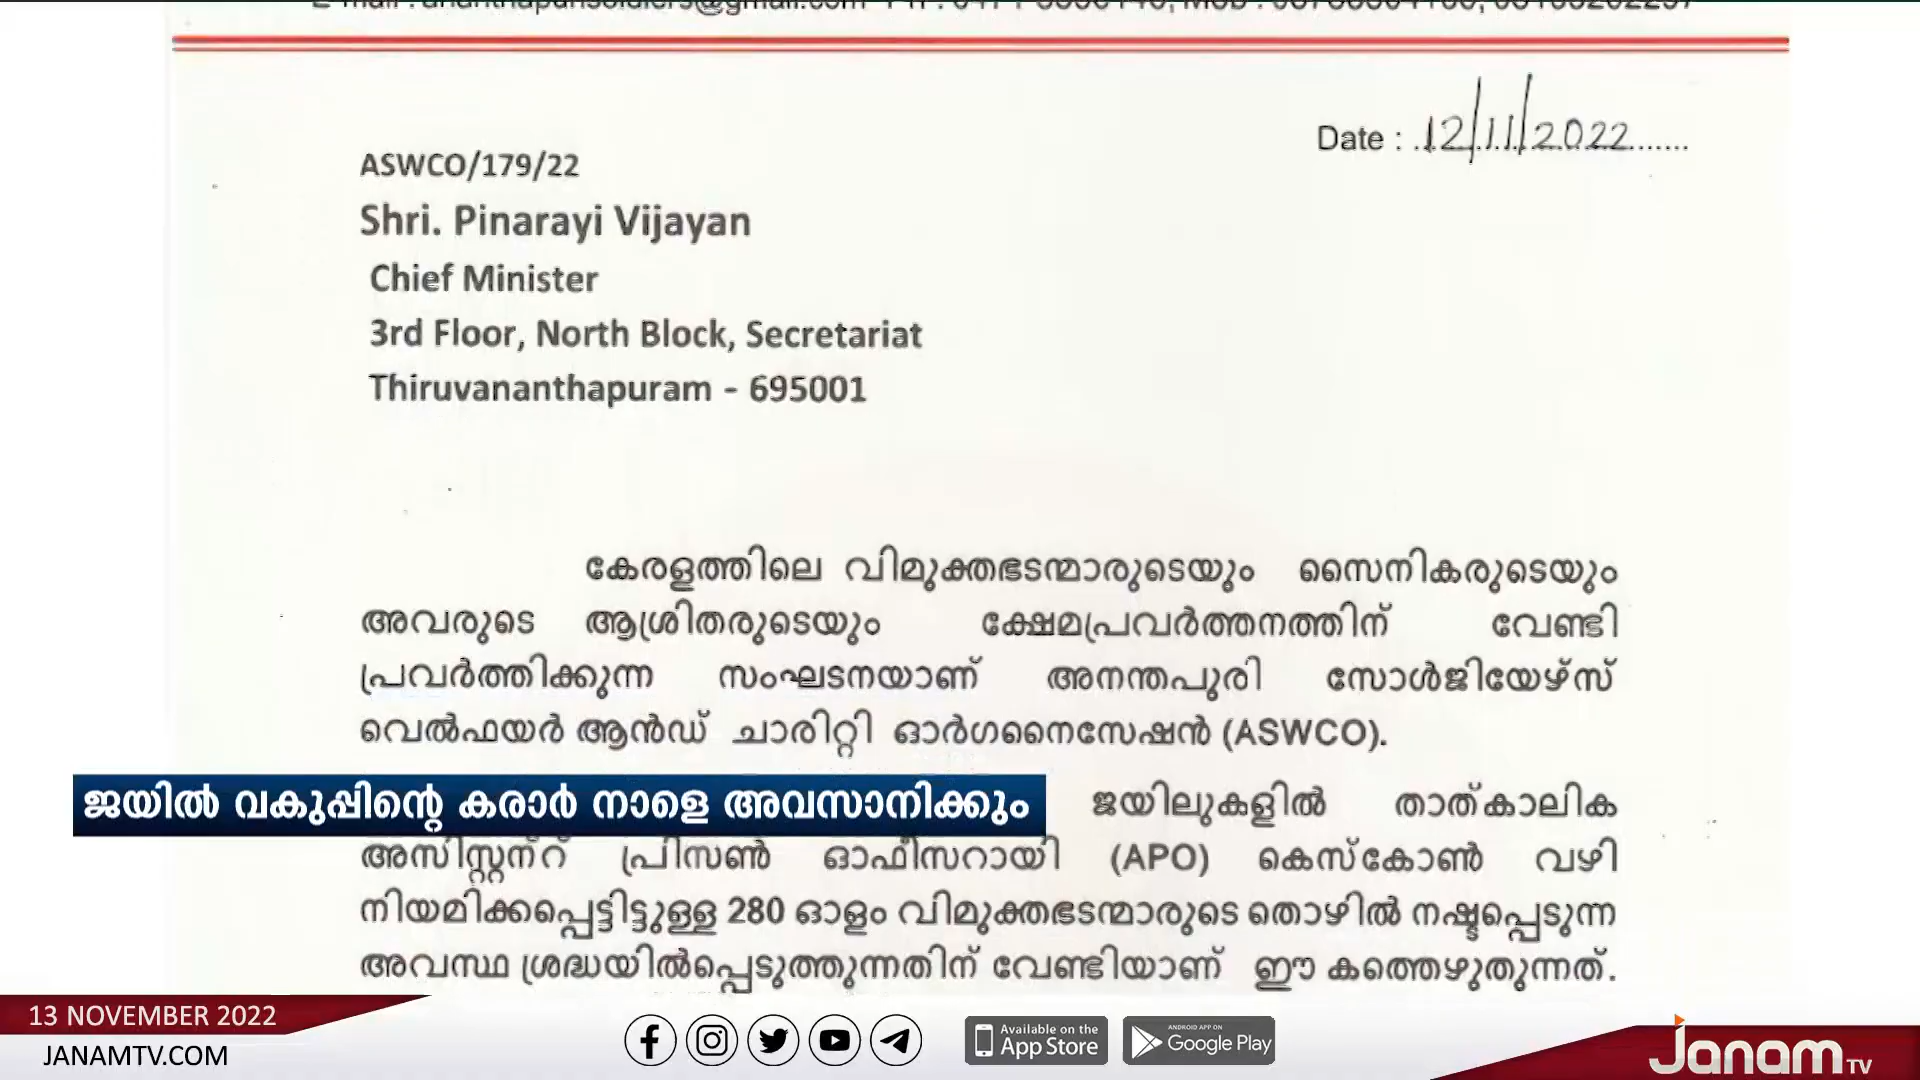 Date : 12/11/2022
ASWCO/179/22
Shri. Pinarayi Vijayan
Chief Minister
3rd Floor, North Block, Secretariat
Thiruvananthapuram - 695001
കേരളത്തിലെ വിമുക്തഭടന്മാരുടെയും സൈനികരുടെയും
അവരുടെ ആശ്രിതരുടെയും ക്ഷേമപ്രവർത്തനത്തിന് വേണ്ടി
പ്രവർത്തിക്കുന്ന സംഘടനയാണ് അനന്തപുരി സോൾജിയേഴ്സ്
വെൽഫയർ ആൻഡ് ചാരിറ്റി ഓർഗനൈസേഷൻ (ASWCO).
ജയിൽ വകുപ്പിന്റെ കരാർ നാളെ അവസാനിക്കും
ജയിലുകളിൽ താത്കാലിക
അസിസ്റ്റന്റ് പ്രിസൺ ഓഫീസറായി (APO) കെസ്കോൺ വഴി
നിയമിക്കപ്പെട്ടിട്ടുള്ള 280 ഓളം വിമുക്തഭടന്മാരുടെ തൊഴിൽ നഷ്ടപ്പെടുന്ന
അവസ്ഥ ശ്രദ്ധയിൽപ്പെടുത്തുന്നതിന് വേണ്ടിയാണ് ഈ കത്തെഴുതുന്നത്.
13 NOVEMBER 2022
JANAMTV.COM
Available on the
App Store
ANDROID APP ON
Google Play
Janam TV